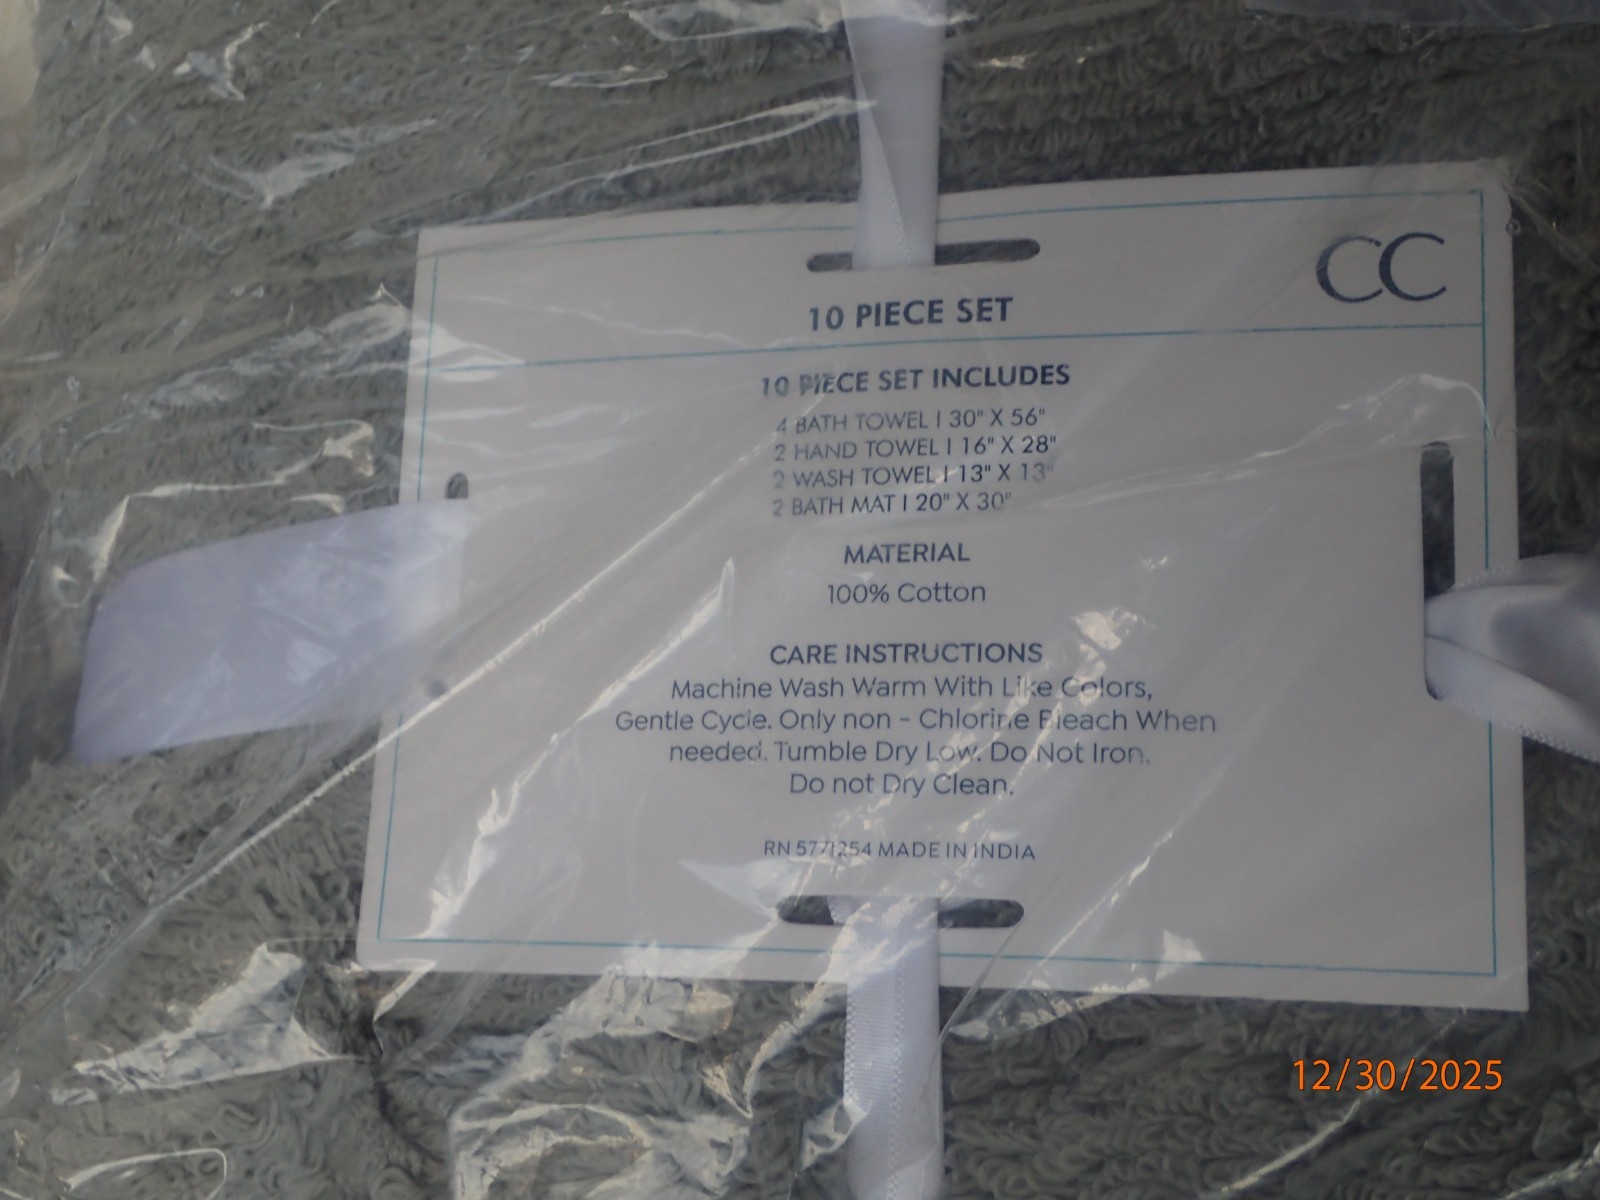 CC
10 PIECE SET
10 PIECE SET INCLUDES
4 BATH TOWEL | 30" X 56"
2 HAND TOWEL | 16" X 28"
2 WASH TOWEL | 13" X 13"
2 BATH MAT | 20" X 30"
MATERIAL
100% Cotton
CARE INSTRUCTIONS
Machine Wash Warm With Like Colors,
Gentle Cycle. Only non - Chlorine Bleach When
needed. Tumble Dry Low. Do Not Iron.
Do not Dry Clean.
RN 5771254 MADE IN INDIA
12/30/2025